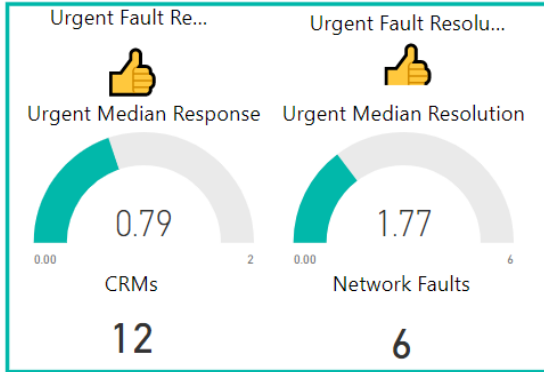 Urgent Fault Re...
Urgent Fault Resolu...
Urgent Median Response
Urgent Median Resolution
0.79
0.00
2
1.77
0.00
6
CRMs
Network Faults
12
6